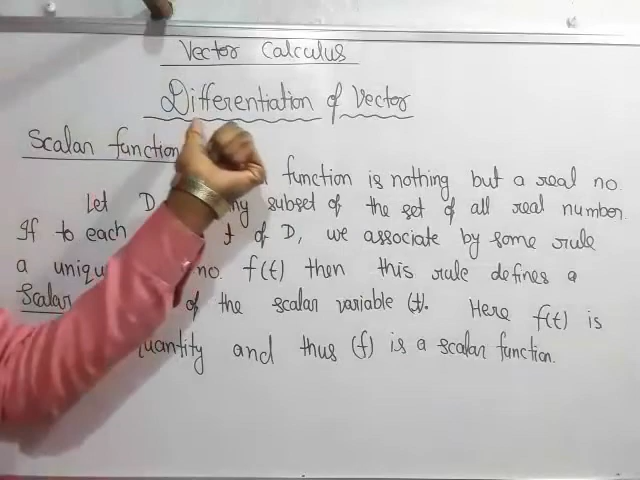 Vector Calculus
Differentiation of Vector
Scalar function
function is nothing but a real no.
Let D any subset of the set of all real number.
If to each t of D, we associate by some rule
a uniqu no. f(t) then this rule defines a
Scalar of the scalar variable (t). Here f(t) is
quantity and thus (f) is a scalar function.